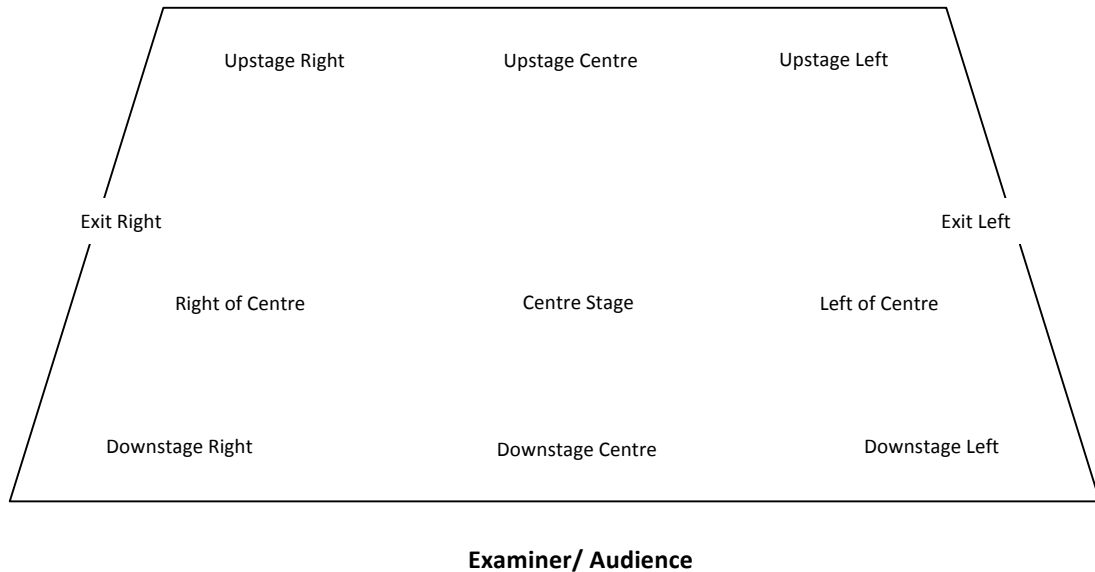 Upstage Right Upstage Centre Upstage Left
Exit Right Exit Left
Right of Centre Centre Stage Left of Centre
Downstage Right Downstage Centre Downstage Left
Examiner/ Audience